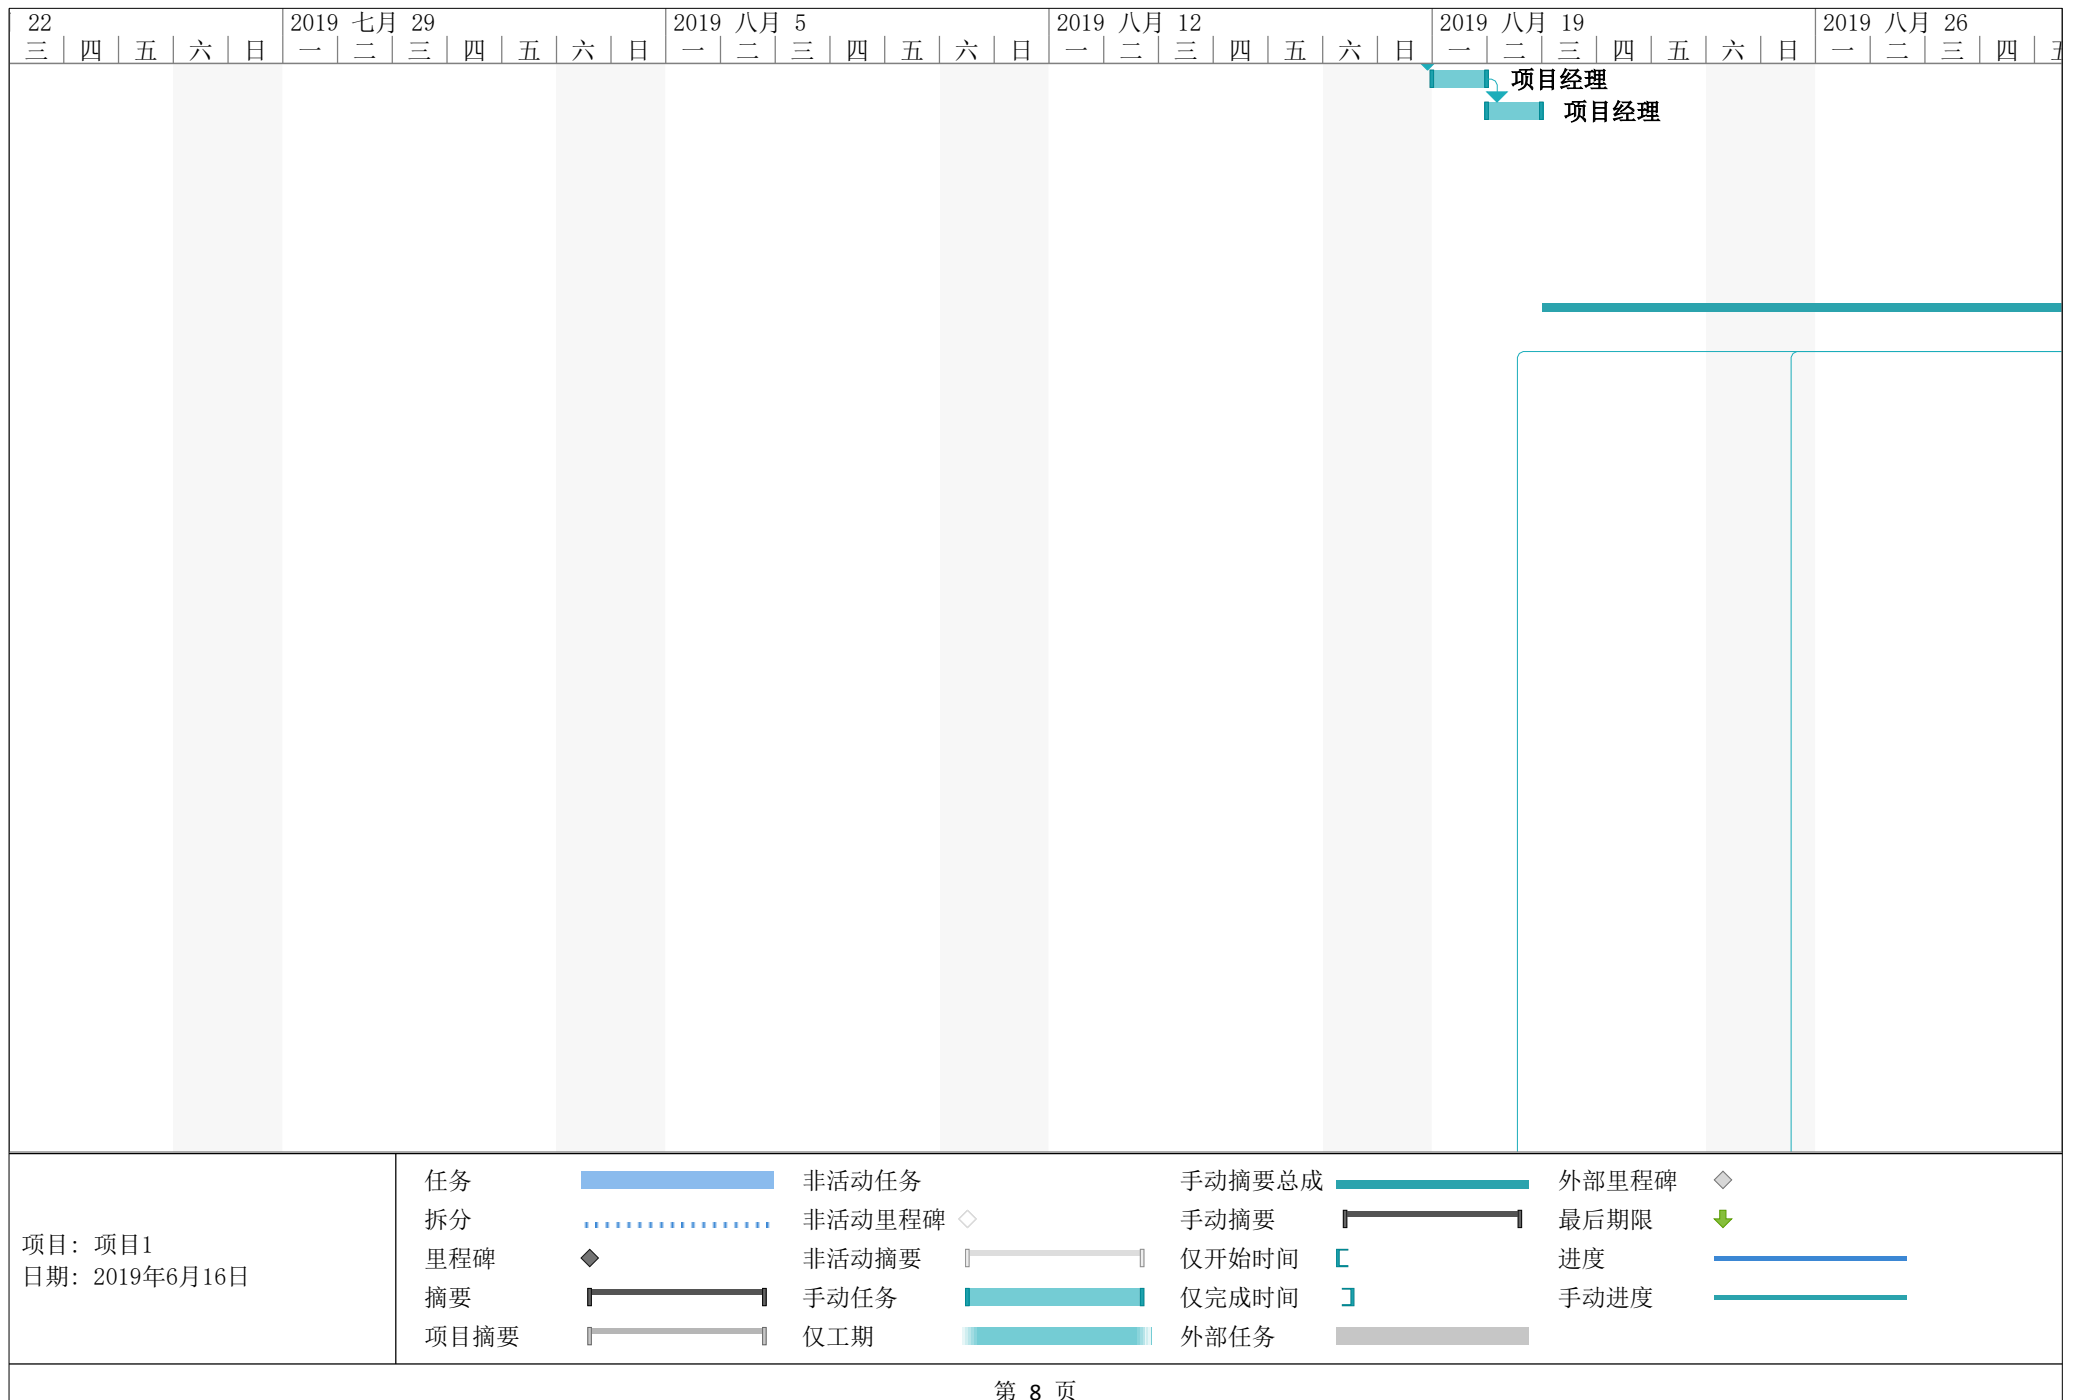 22 2019 七月 29 2019 八月 5 2019 八月 12 2019 八月 19 2019 八月 26
三 四 五 六 日 一 二 三 四 五 六 日 一 二 三 四 五 六 日 一 二 三 四 五 六 日 一 二 三 四 五 六 日 一 二 三 四 五
项目经理
项目经理
项目: 项目1
日期: 2019年6月16日
任务
拆分
里程碑
摘要
项目摘要
非活动任务
非活动里程碑
非活动摘要
手动任务
仅工期
手动摘要总成
手动摘要
仅开始时间
仅完成时间
外部任务
外部里程碑
最后期限
进度
手动进度
第 8 页